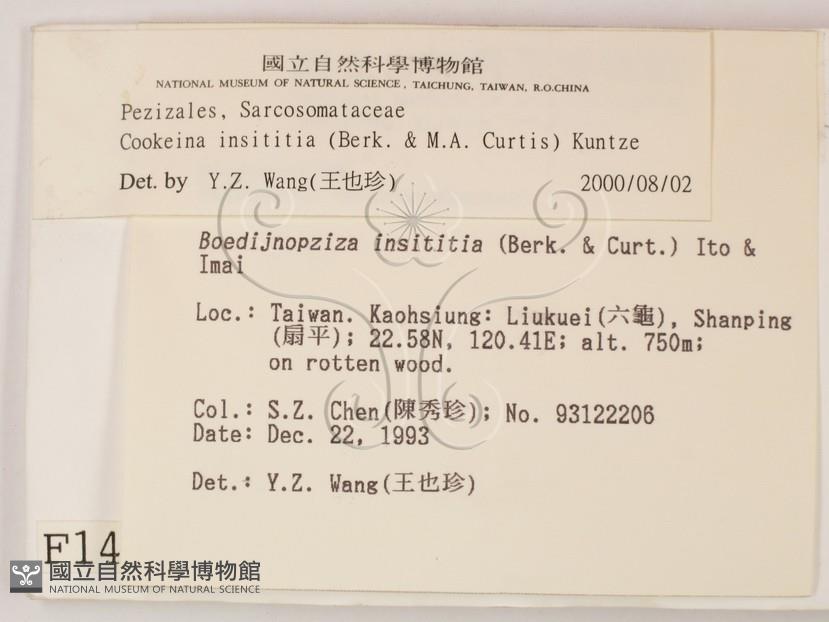 國立自然科學博物館
NATIONAL MUSEUM OF NATURAL SCIENCE, TAICHUNG, TAIWAN, R.O.CHINA
Pezizales, Sarcosomataceae
Cookeina insititia (Berk. & M.A. Curtis) Kuntze
Det. by Y.Z. Wang(王也珍) 2000/08/02
Boedijnopziza insititia (Berk. & Curt.) Ito &
Imai
Loc.: Taiwan. Kaohsiung: Liukuei(六龜), Shanping
(扇平); 22.58N, 120.41E; alt. 750m;
on rotten wood.
Col.: S.Z. Chen(陳秀珍); No. 93122206
Date: Dec. 22, 1993
Det.: Y.Z. Wang(王也珍)
F14
國立自然科學博物館
NATIONAL MUSEUM OF NATURAL SCIENCE